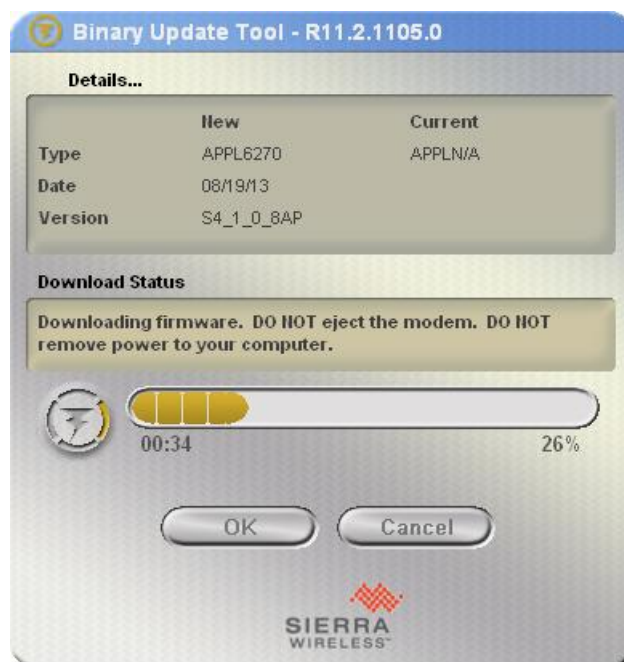 Binary Update Tool - R11.2.1105.0
Details...
New Current
Type APPL6270 APPLN/A
Date 08/19/13
Version S4_1_0_8AP
Download Status
Downloading firmware. DO NOT eject the modem. DO NOT
remove power to your computer.
00:34 26%
OK Cancel
SIERRA
WIRELESS™